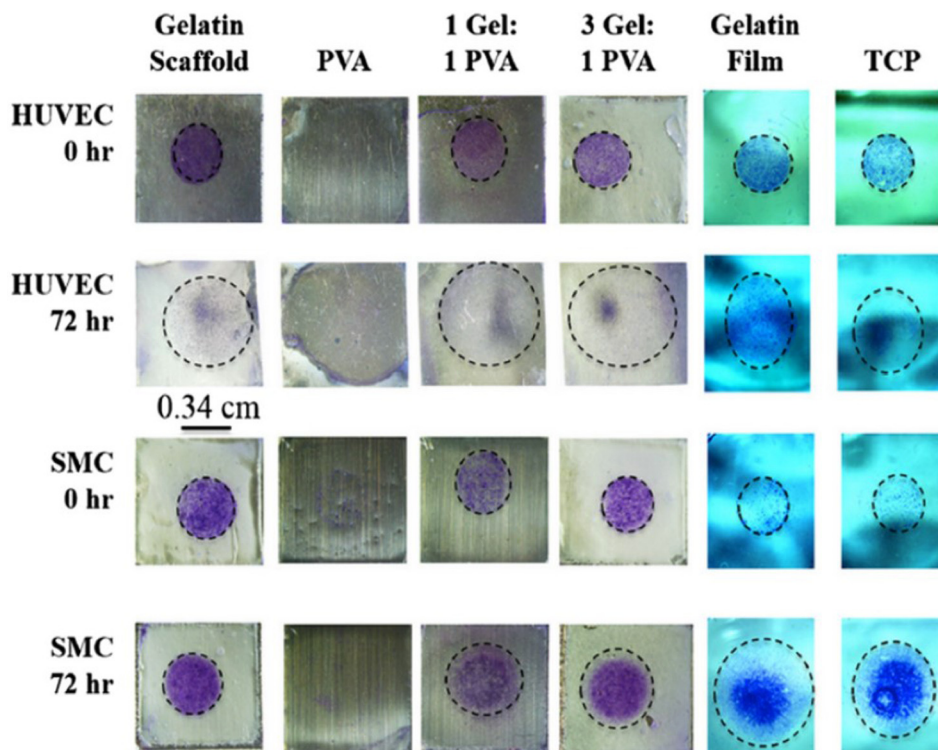 Gelatin Scaffold
PVA
1 Gel: 1 PVA
3 Gel: 1 PVA
Gelatin Film
TCP
HUVEC
0 hr
HUVEC
72 hr
0.34 cm
SMC
0 hr
SMC
72 hr